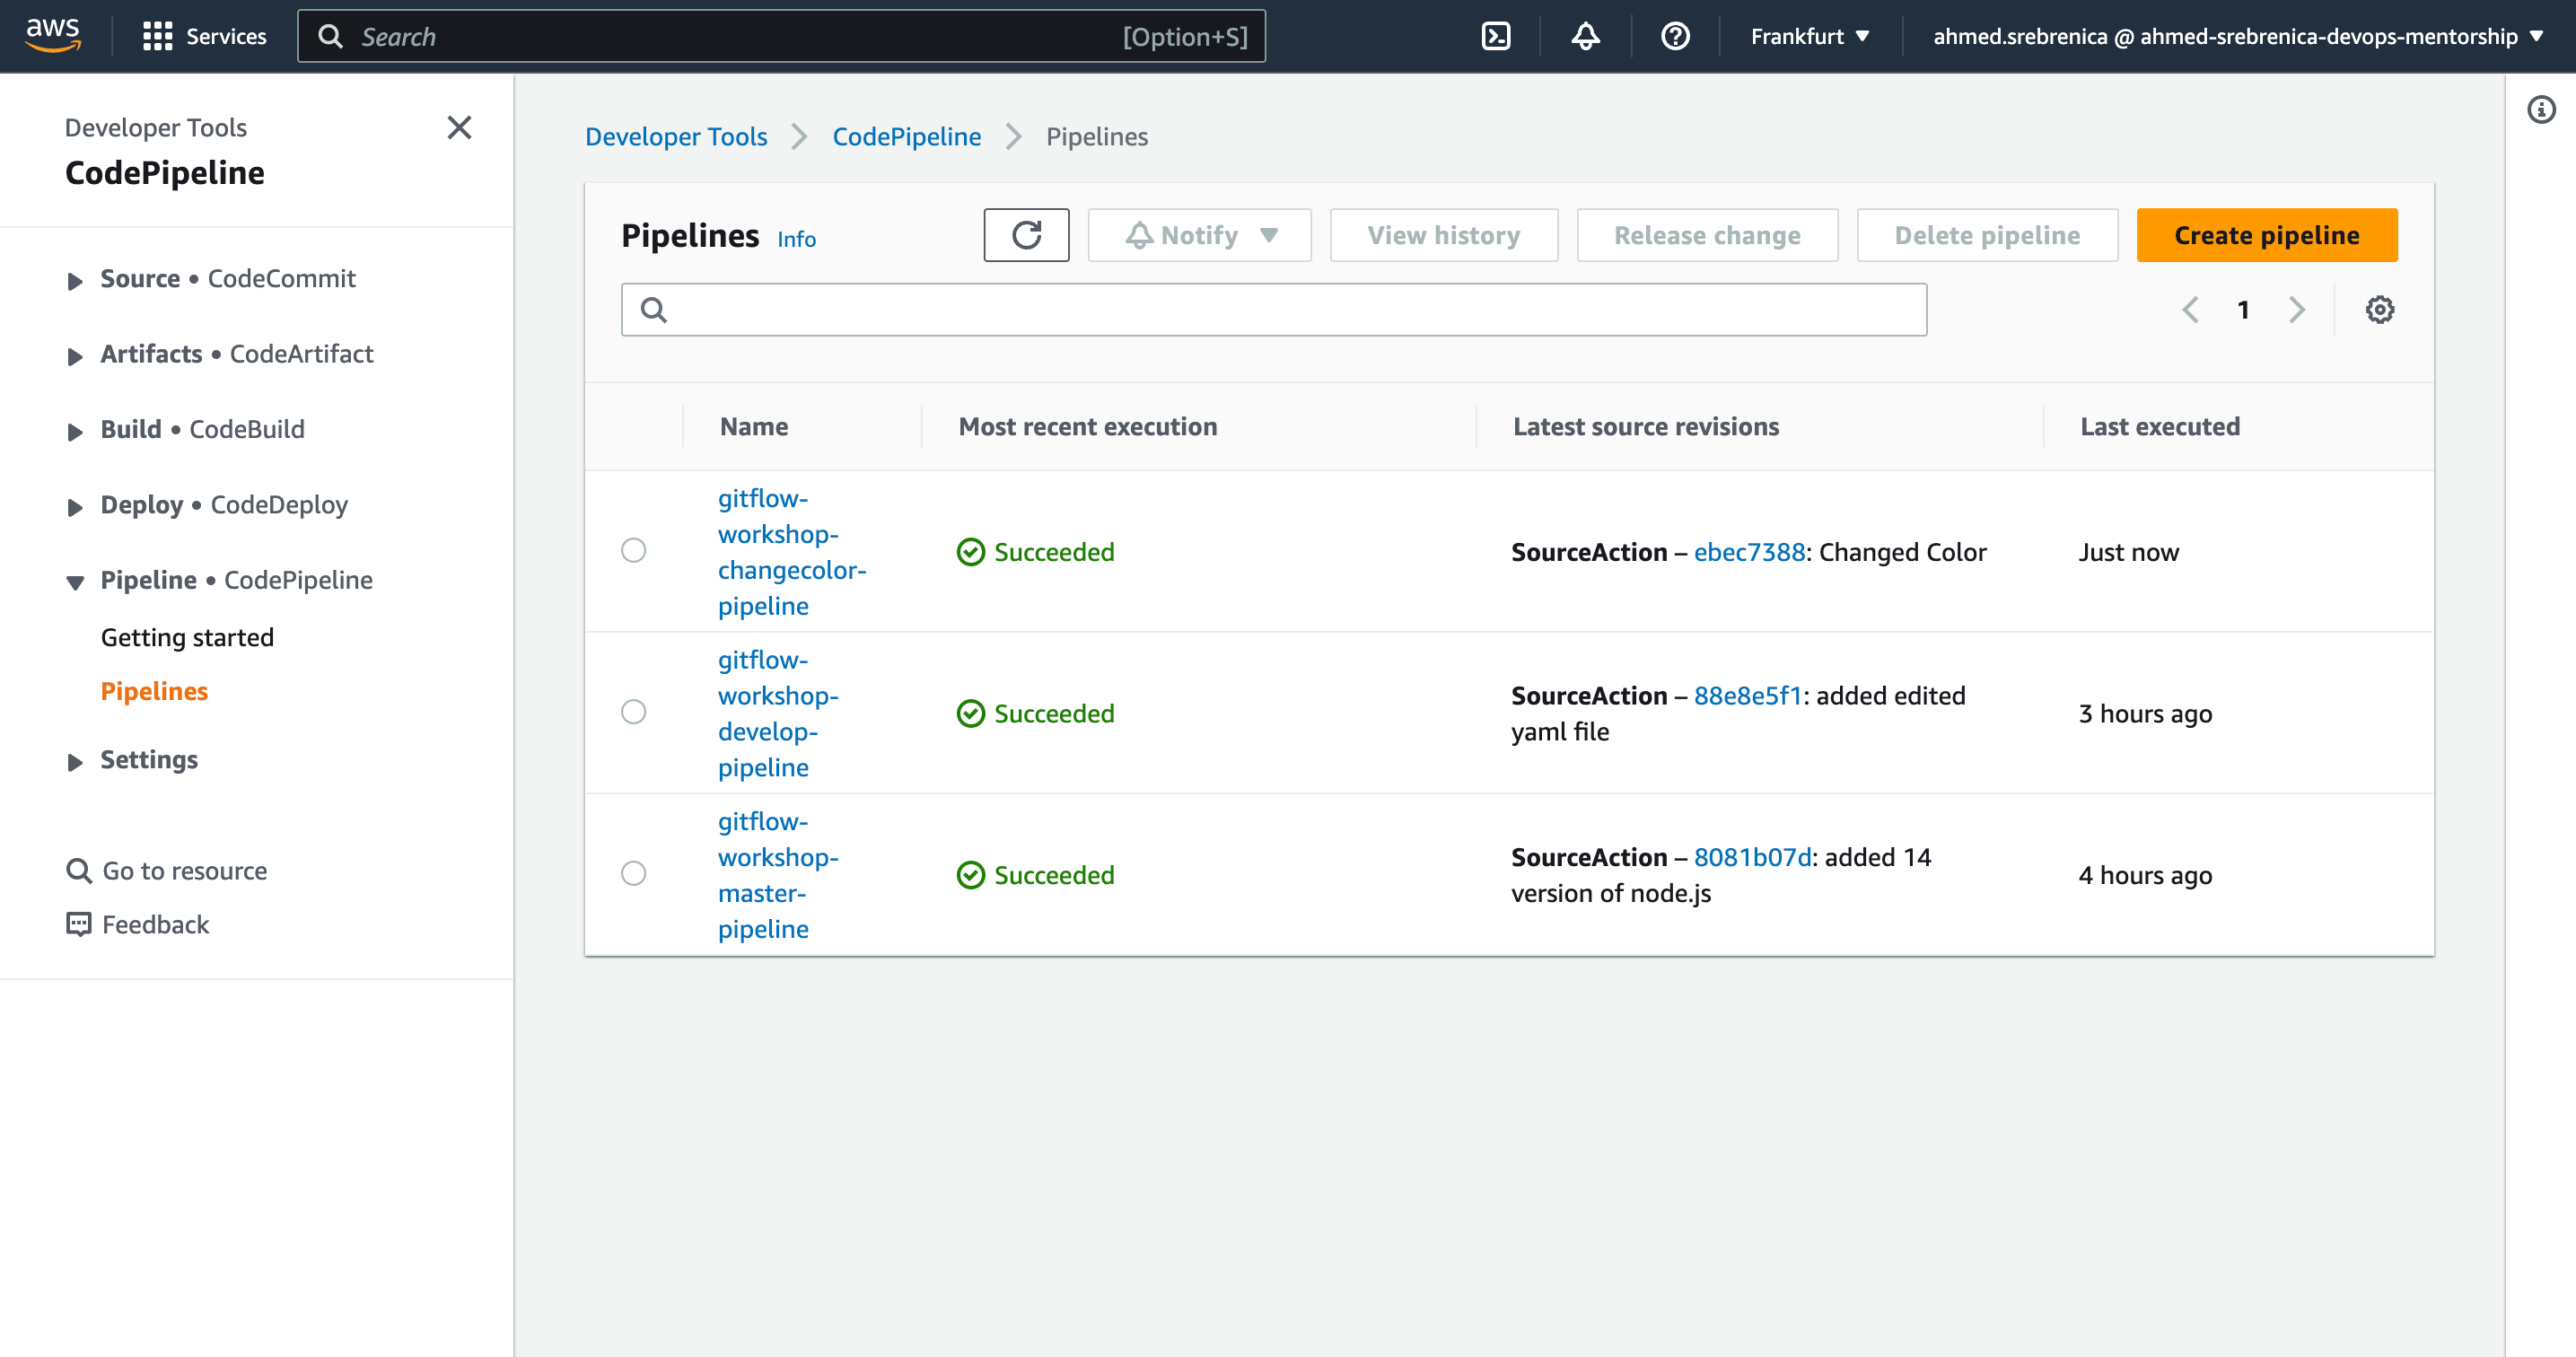 aws
Services
Search
[Option+S]
Frankfurt
ahmed.srebrenica @ ahmed-srebrenica-devops-mentorship
Developer Tools
CodePipeline
Source • CodeCommit
Artifacts • CodeArtifact
Build • CodeBuild
Deploy • CodeDeploy
Pipeline • CodePipeline
Getting started
Pipelines
Settings
Go to resource
Feedback
Developer Tools
CodePipeline
Pipelines
Pipelines Info
Notify
View history
Release change
Delete pipeline
Create pipeline
1
Name
Most recent execution
Latest source revisions
Last executed
gitflow-
workshop-
changecolor-
pipeline
Succeeded
SourceAction – ebec7388: Changed Color
Just now
gitflow-
workshop-
develop-
pipeline
Succeeded
SourceAction – 88e8e5f1: added edited
yaml file
3 hours ago
gitflow-
workshop-
master-
pipeline
Succeeded
SourceAction – 8081b07d: added 14
version of node.js
4 hours ago